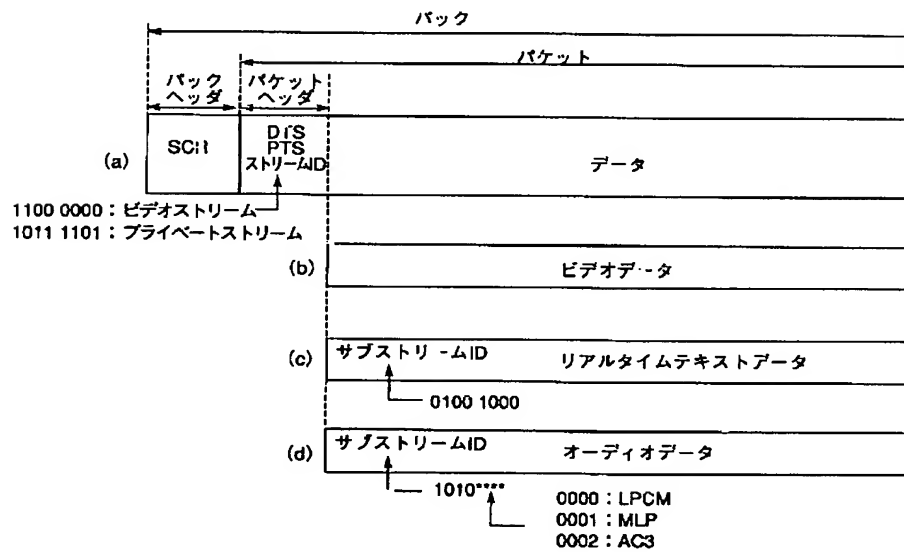 パック
パケット
パック
ヘッダ
パケット
ヘッダ
(a)
SCR
DTS
PTS
ストリームID
データ
1100 0000：ビデオストリーム
1011 1101：プライベートストリーム
(b)
ビデオデータ
(c)
サブストリームID
リアルタイムテキストデータ
0100 1000
(d)
サブストリームID
オーディオデータ
1010****
0000：LPCM
0001：MLP
0002：AC3